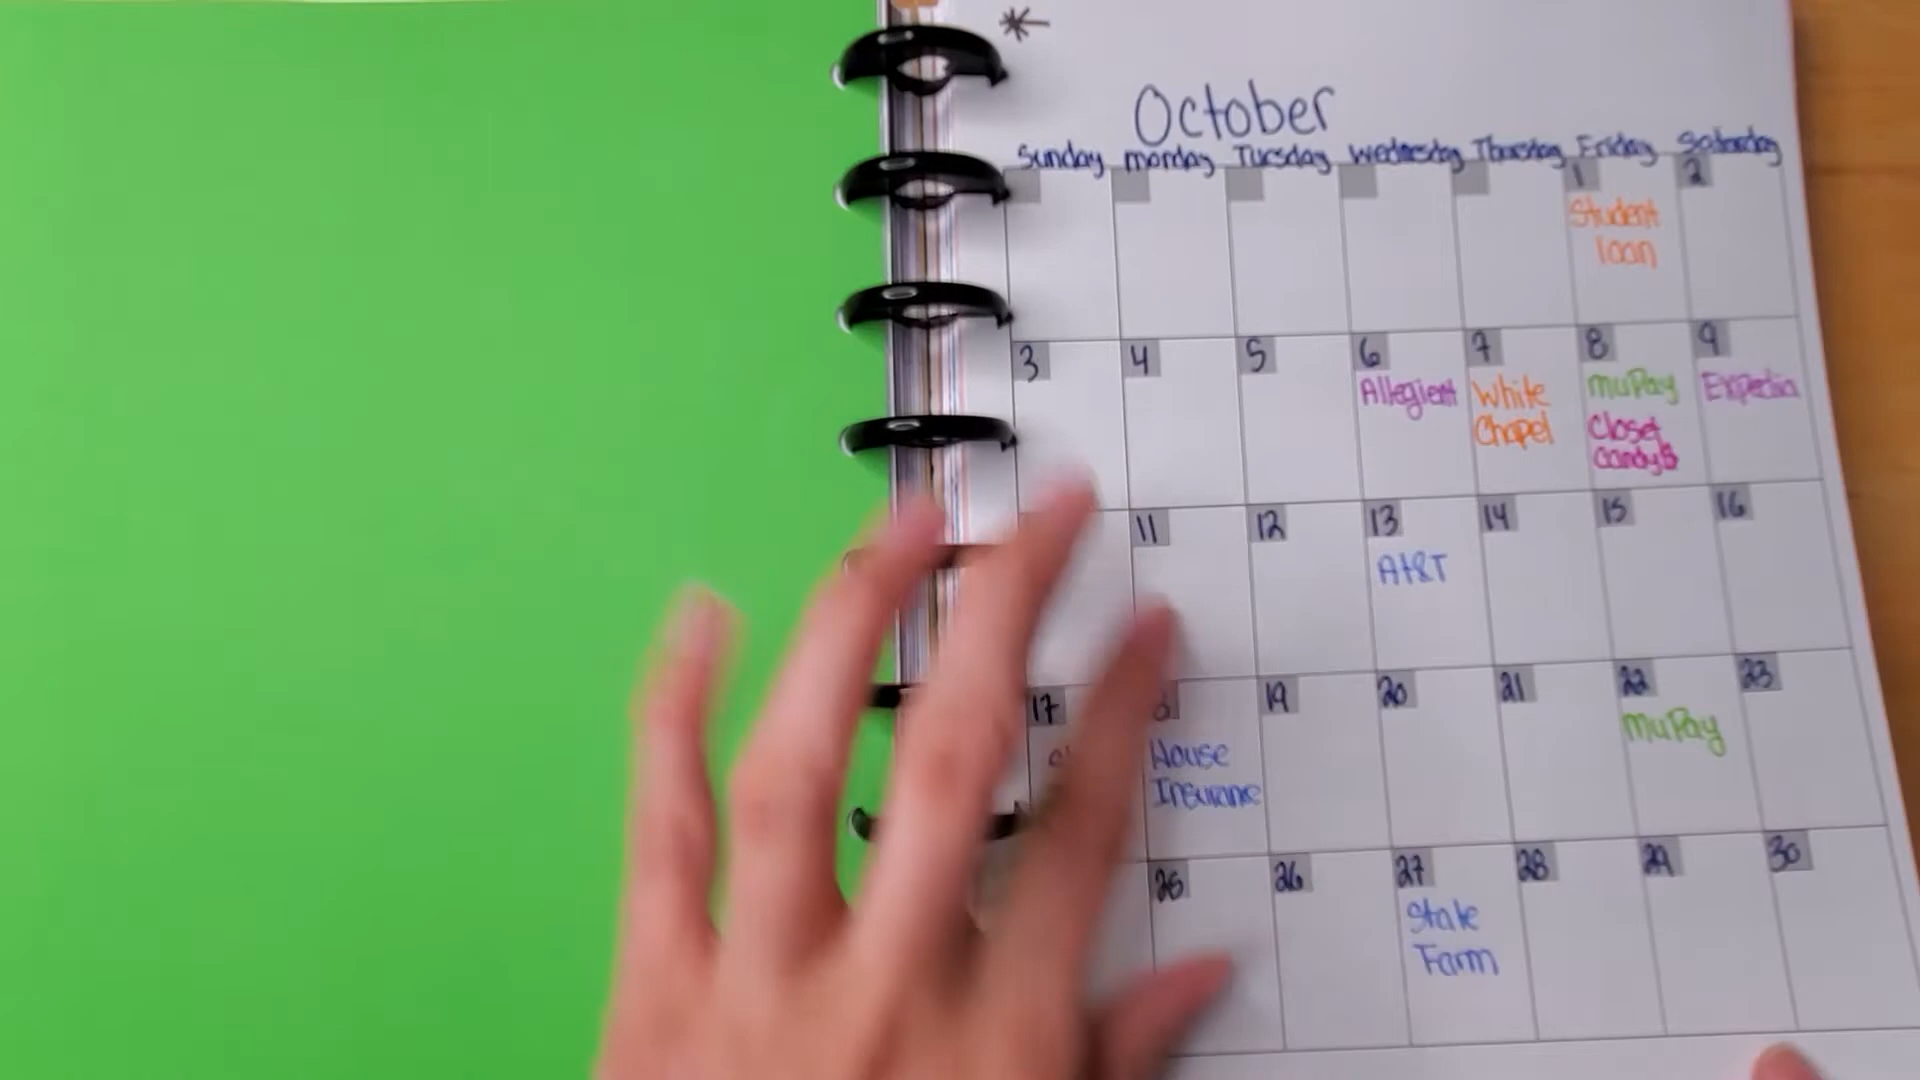 October
Sunday Monday Tuesday Wednesday Thursday Friday Saturday
1 2
Student
loan
3 4 5 6 7 8 9
Allegient White muPay Expedia
Chapel Closet
Candy$
11 12 13 14 15 16
At&T
17 19 20 21 22 23
House muPay
Insurance
25 26 27 28 29 30
State
Farm